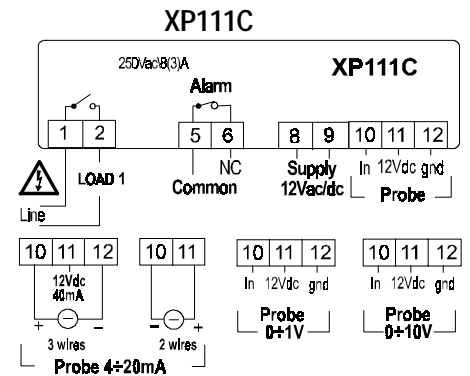 XP111C
250Vac\8(3)A
XP111C
Alarm
1 2 5 6 8 9 10 11 12
NC
In 12Vdc gnd
LOAD 1
Common
Supply
12Vac/dc
Probe
Line
10 11 12
12Vdc
40mA
+ −
3 wires
10 11
− +
2 wires
Probe 4÷20mA
10 11 12
In 12Vdc gnd
Probe
0÷1V
10 11 12
In 12Vdc gnd
Probe
0÷10V